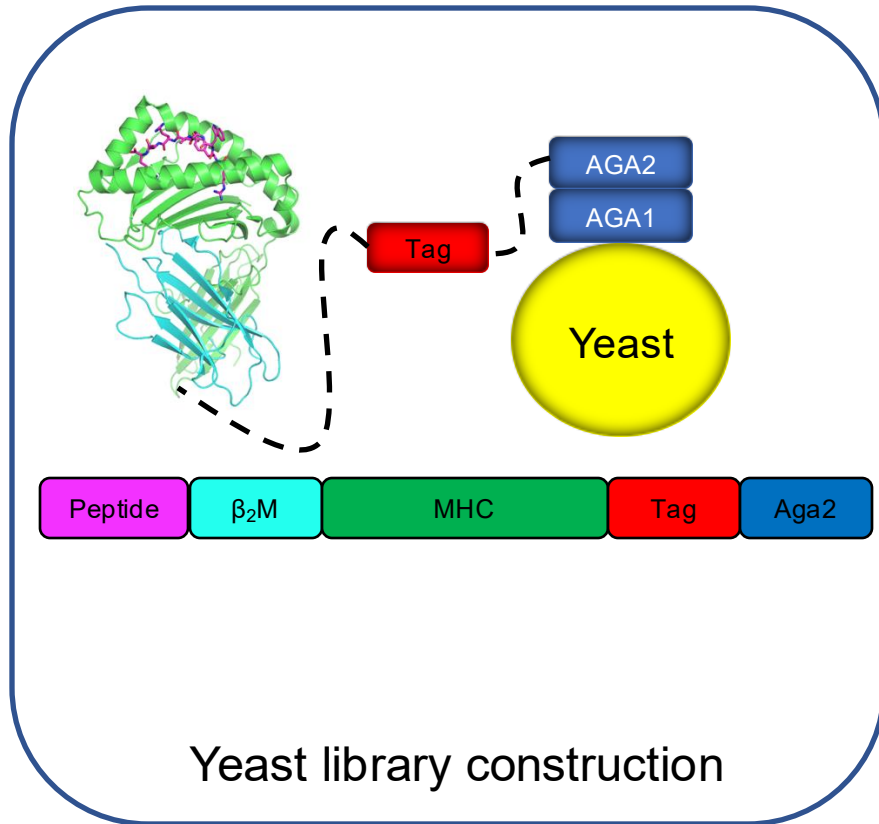 AGA2
AGA1
Tag
Yeast
Peptide β₂M MHC Tag Aga2
Yeast library construction